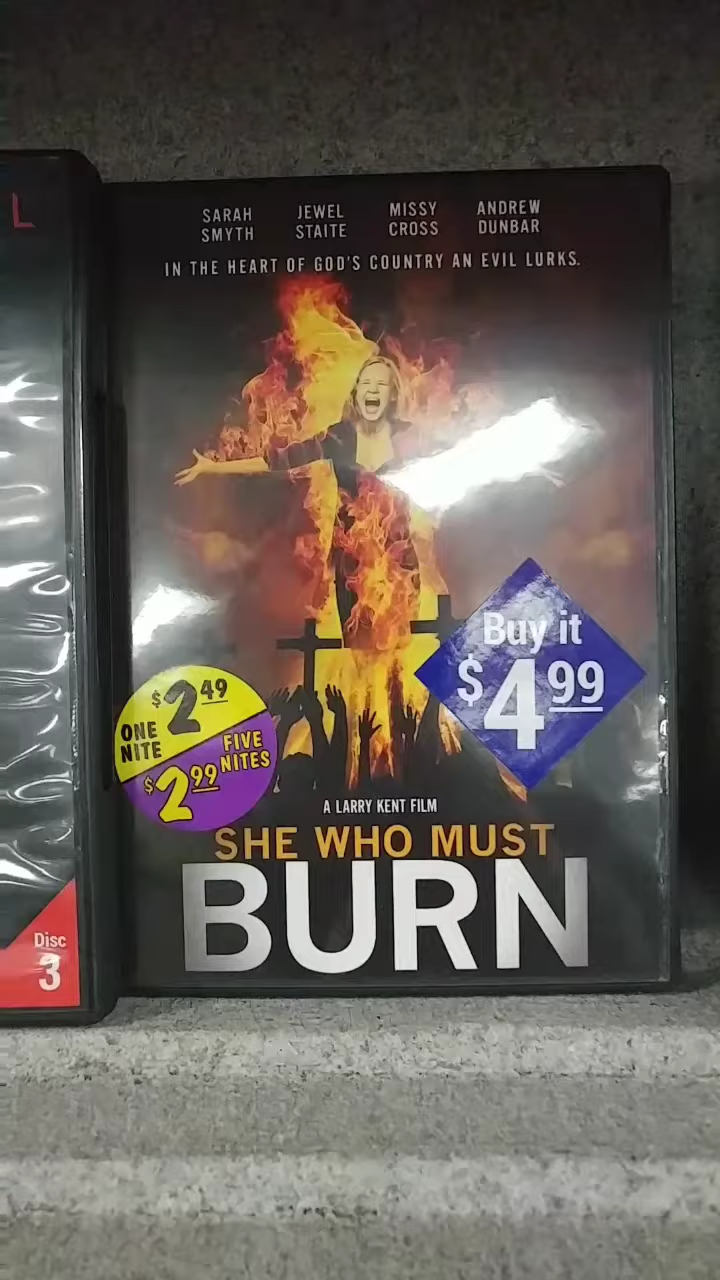 L
SARAH SMYTH
JEWEL STAITE
MISSY CROSS
ANDREW DUNBAR
IN THE HEART OF GOD'S COUNTRY AN EVIL LURKS.
Buy it
$4.99
$2.49
ONE
NITE
FIVE
NITES
$2.99
A LARRY KENT FILM
SHE WHO MUST
BURN
Disc
3